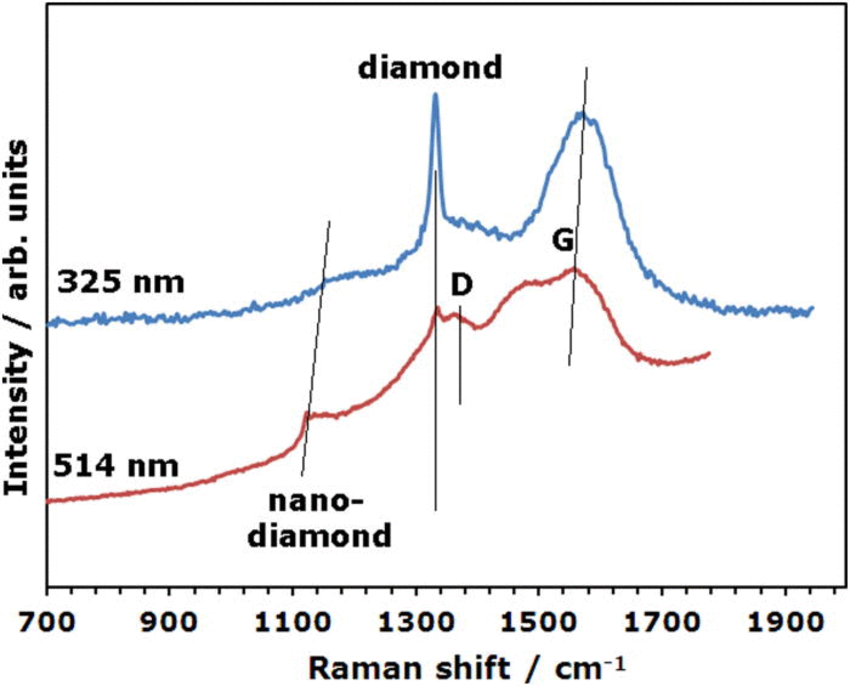 diamond
G
D
325 nm
514 nm
nano-
diamond
Intensity / arb. units
700 900 1100 1300 1500 1700 1900
Raman shift / cm⁻¹